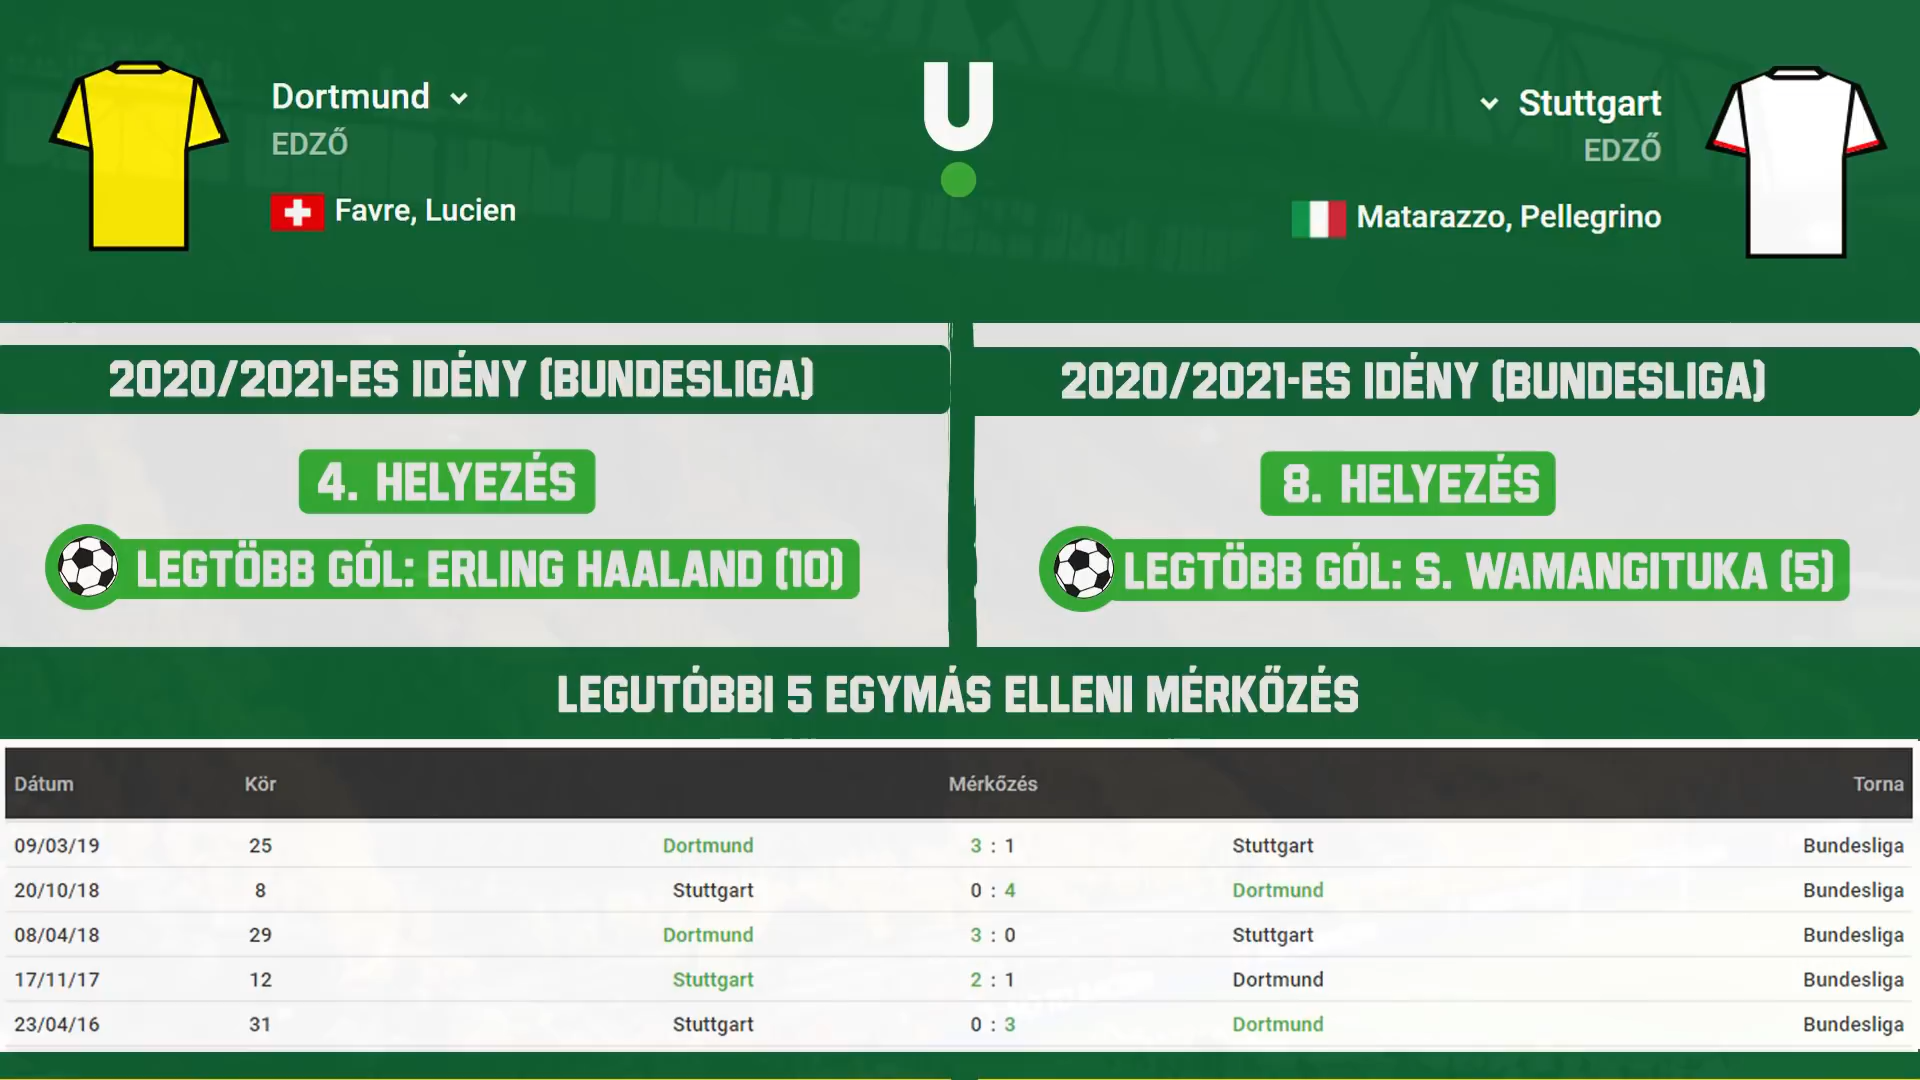 Dortmund
EDZŐ
Favre, Lucien
U
Stuttgart
EDZŐ
Matarazzo, Pellegrino
2020/2021-ES IDÉNY (BUNDESLIGA)
4. HELYEZÉS
LEGTÖBB GÓL: ERLING HAALAND (10)
2020/2021-ES IDÉNY (BUNDESLIGA)
8. HELYEZÉS
LEGTÖBB GÓL: S. WAMANGITUKA (5)
LEGUTÓBBI 5 EGYMÁS ELLENI MÉRKŐZÉS
Dátum Kör Mérkőzés Torna
09/03/19 25 Dortmund 3 : 1 Stuttgart Bundesliga
20/10/18 8 Stuttgart 0 : 4 Dortmund Bundesliga
08/04/18 29 Dortmund 3 : 0 Stuttgart Bundesliga
17/11/17 12 Stuttgart 2 : 1 Dortmund Bundesliga
23/04/16 31 Stuttgart 0 : 3 Dortmund Bundesliga